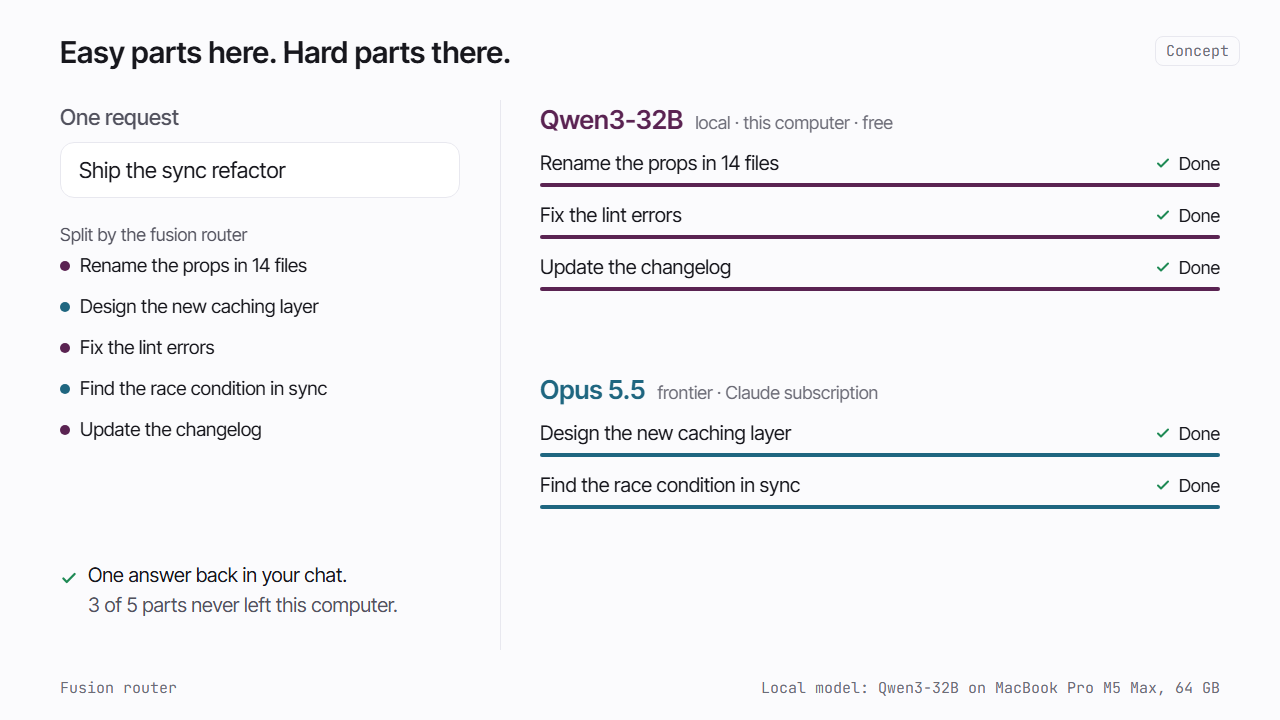 Easy parts here. Hard parts there.
Concept
One request
Ship the sync refactor
Split by the fusion router
Rename the props in 14 files
Design the new caching layer
Fix the lint errors
Find the race condition in sync
Update the changelog
One answer back in your chat.
3 of 5 parts never left this computer.
Qwen3-32B local · this computer · free
Rename the props in 14 files Done
Fix the lint errors Done
Update the changelog Done
Opus 5.5 frontier · Claude subscription
Design the new caching layer Done
Find the race condition in sync Done
Fusion router
Local model: Qwen3-32B on MacBook Pro M5 Max, 64 GB